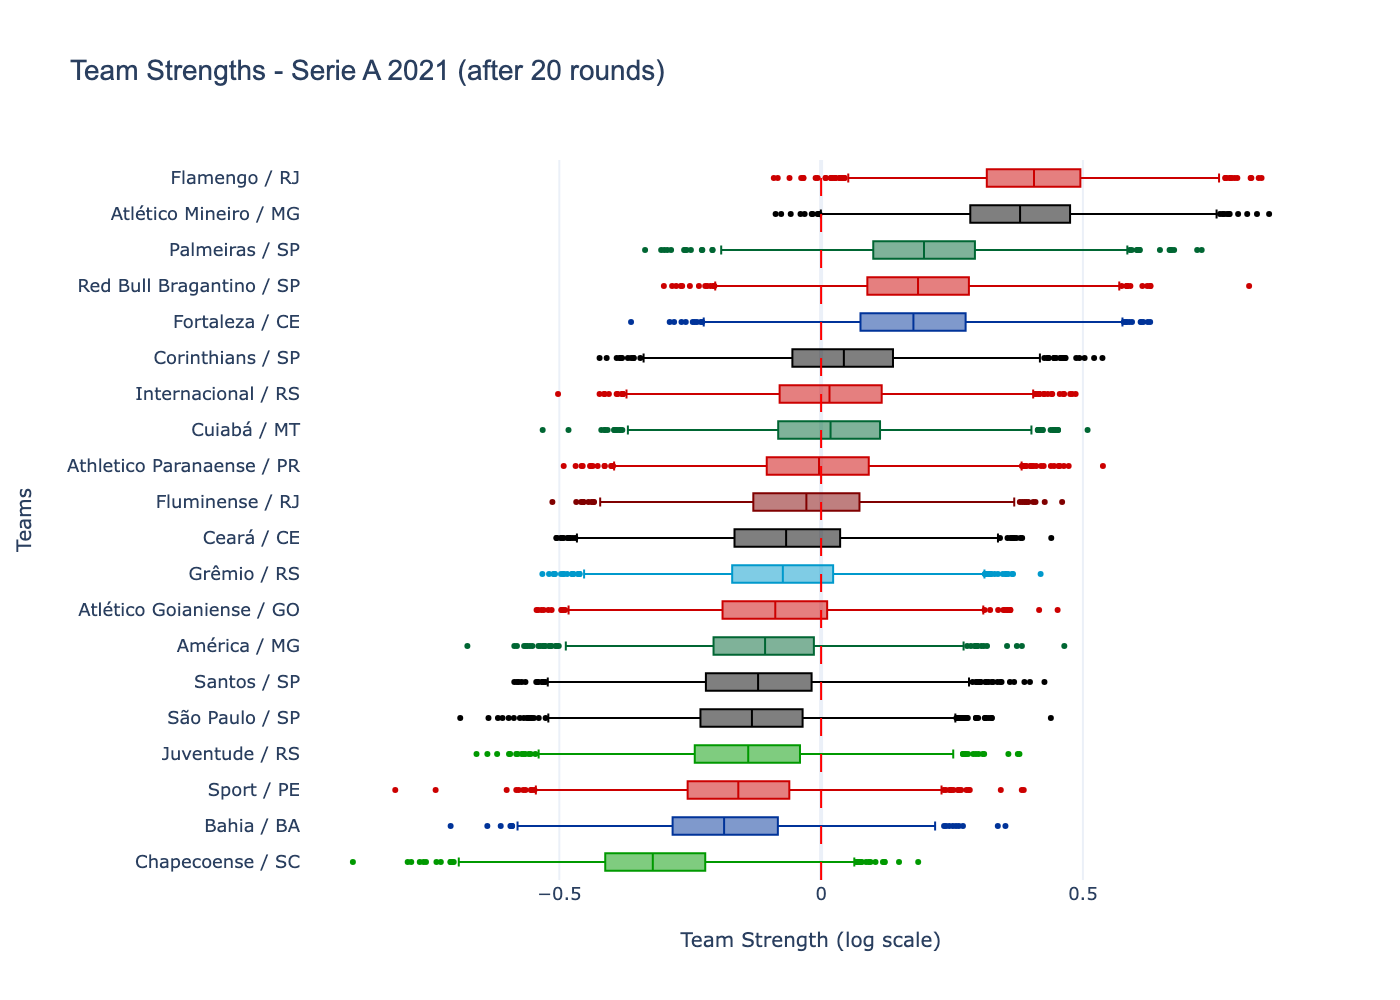 Team Strengths - Serie A 2021 (after 20 rounds)
Teams
Flamengo / RJ
Atlético Mineiro / MG
Palmeiras / SP
Red Bull Bragantino / SP
Fortaleza / CE
Corinthians / SP
Internacional / RS
Cuiabá / MT
Athletico Paranaense / PR
Fluminense / RJ
Ceará / CE
Grêmio / RS
Atlético Goianiense / GO
América / MG
Santos / SP
São Paulo / SP
Juventude / RS
Sport / PE
Bahia / BA
Chapecoense / SC
−0.5 0 0.5
Team Strength (log scale)